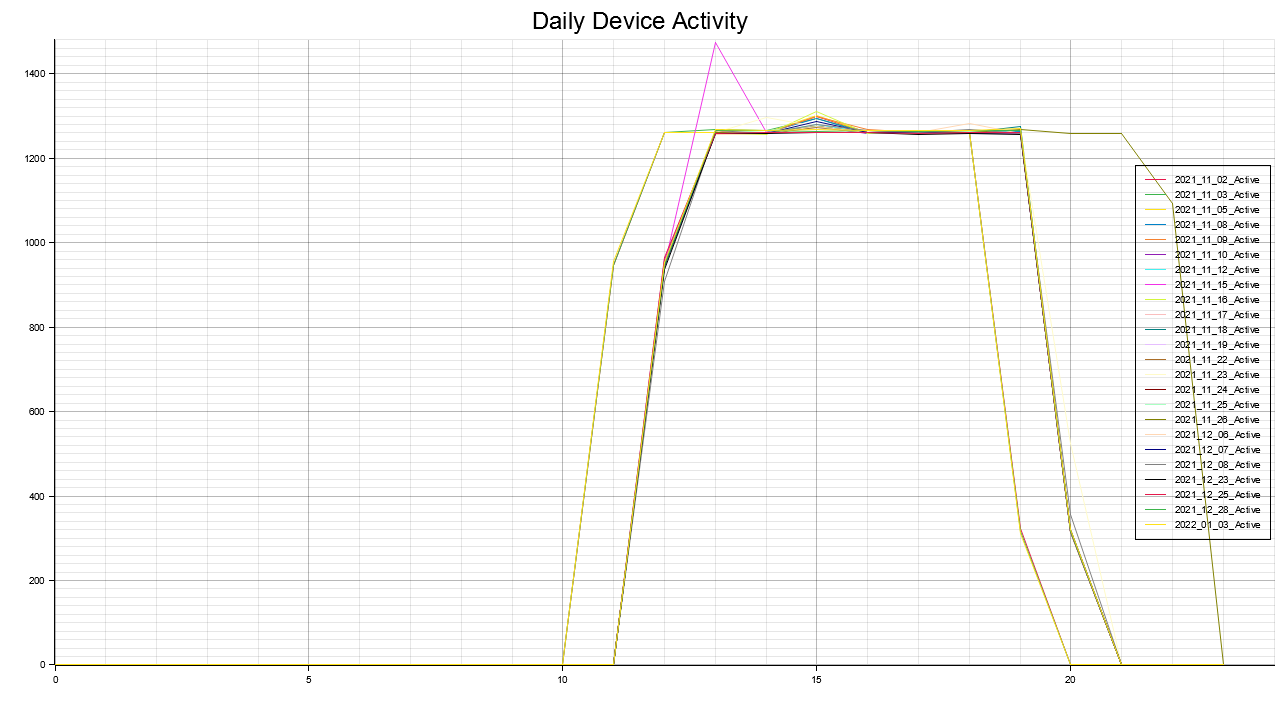 Daily Device Activity
1400
1200
1000
800
600
400
200
0
0 5 10 15 20
2021_11_02_Active
2021_11_03_Active
2021_11_05_Active
2021_11_08_Active
2021_11_09_Active
2021_11_10_Active
2021_11_12_Active
2021_11_15_Active
2021_11_16_Active
2021_11_17_Active
2021_11_18_Active
2021_11_19_Active
2021_11_22_Active
2021_11_23_Active
2021_11_24_Active
2021_11_25_Active
2021_11_26_Active
2021_12_06_Active
2021_12_07_Active
2021_12_08_Active
2021_12_23_Active
2021_12_25_Active
2021_12_28_Active
2022_01_03_Active